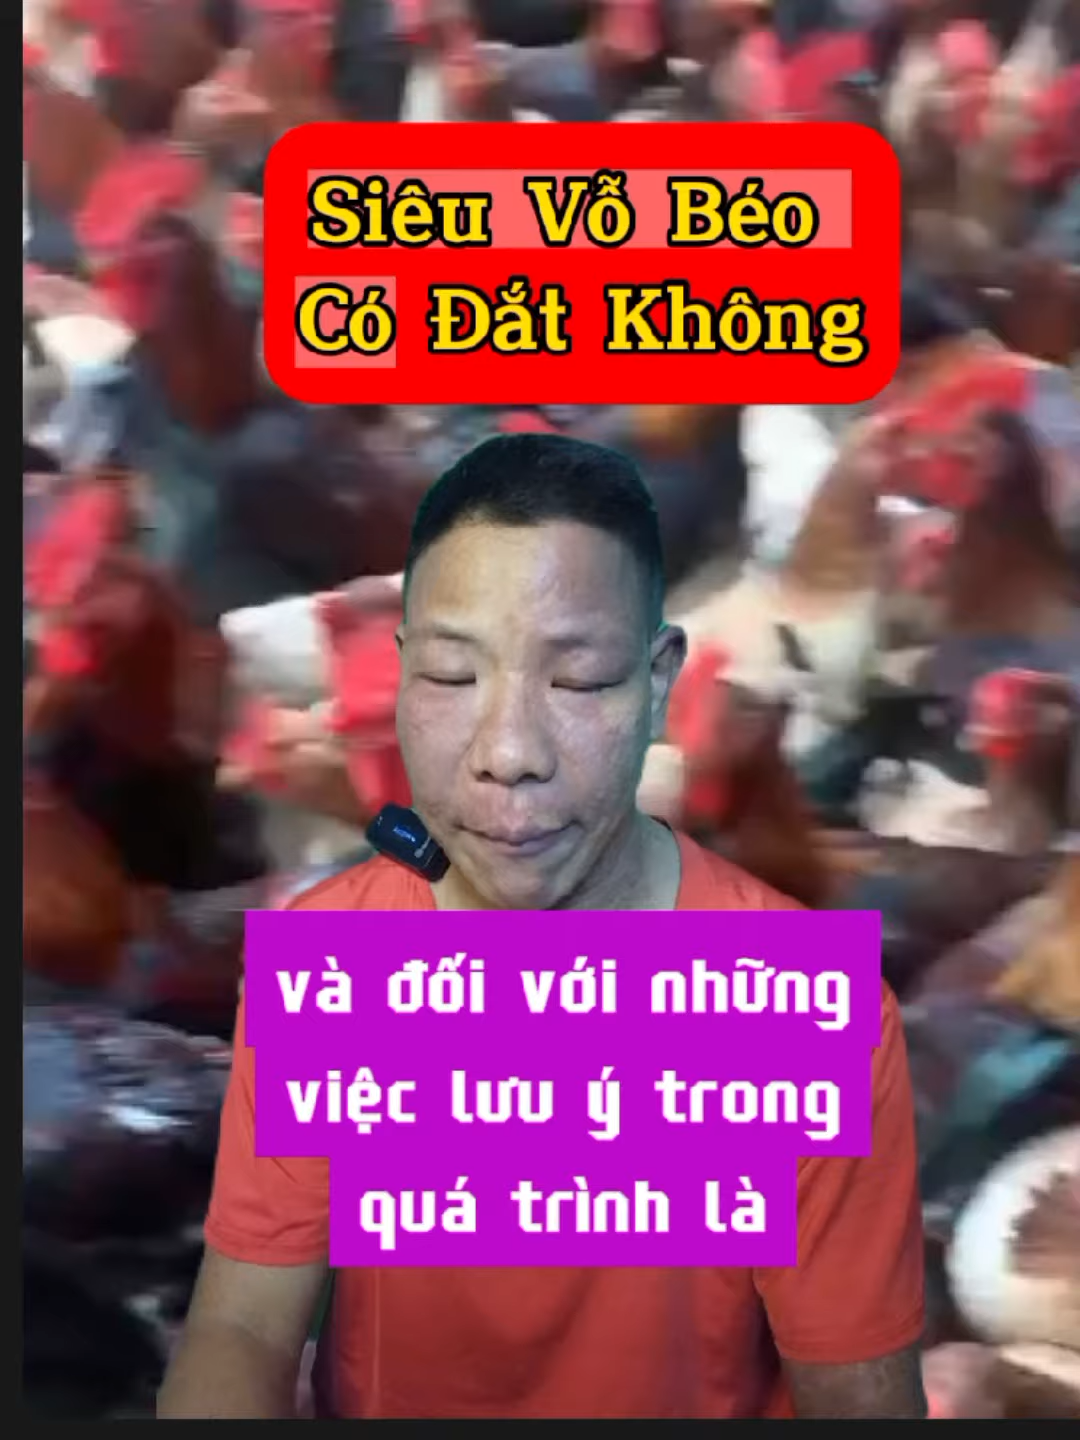 Siêu Vỗ Béo
Có Đắt Không
và đối với những
việc lưu ý trong
quá trình là